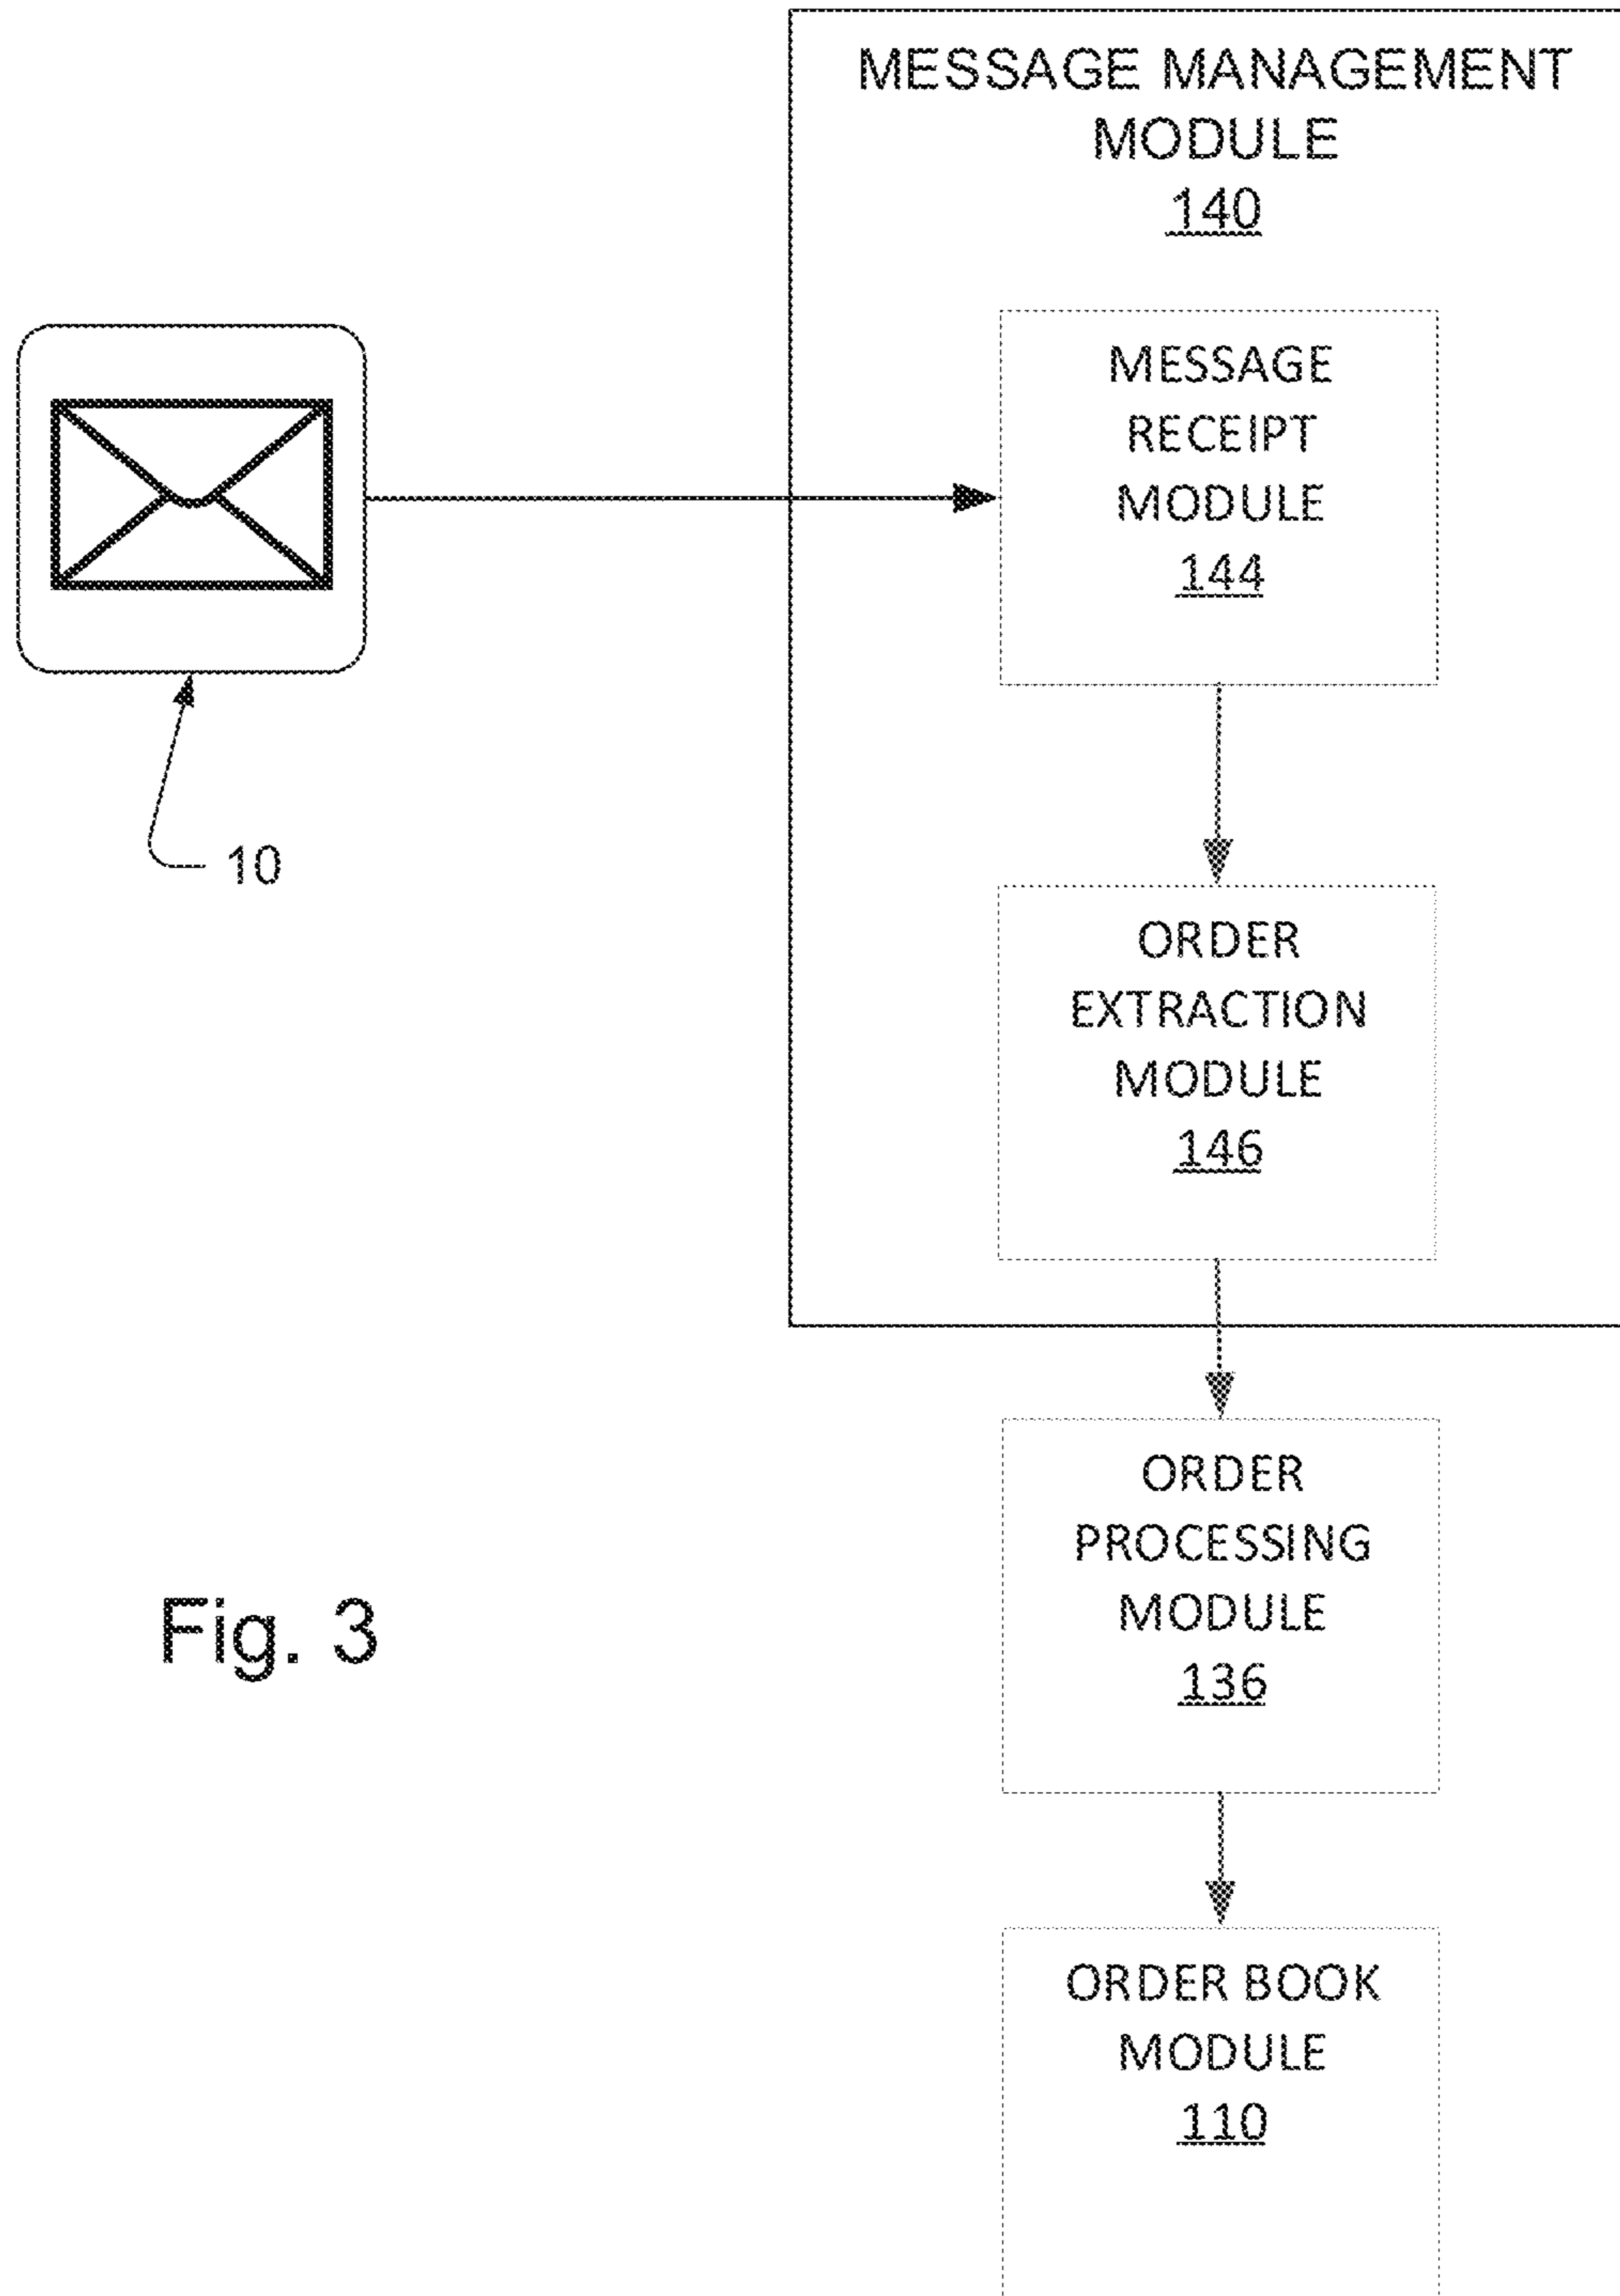 MESSAGE MANAGEMENT
MODULE
140
MESSAGE
RECEIPT
MODULE
144
10
ORDER
EXTRACTION
MODULE
146
ORDER
PROCESSING
MODULE
136
Fig. 3
ORDER BOOK
MODULE
110